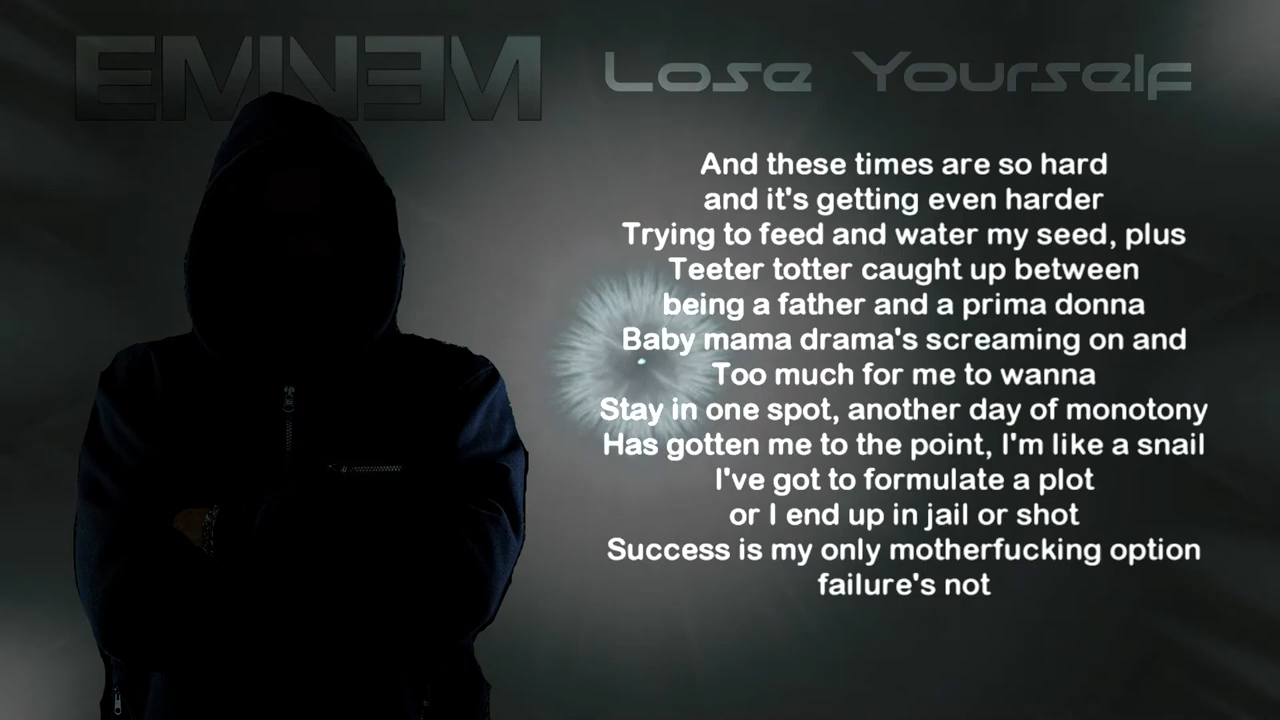 EMINEM
Lose Yourself
And these times are so hard
and it's getting even harder
Trying to feed and water my seed, plus
Teeter totter caught up between
being a father and a prima donna
Baby mama drama's screaming on and
Too much for me to wanna
Stay in one spot, another day of monotony
Has gotten me to the point, I'm like a snail
I've got to formulate a plot
or I end up in jail or shot
Success is my only motherfucking option
failure's not